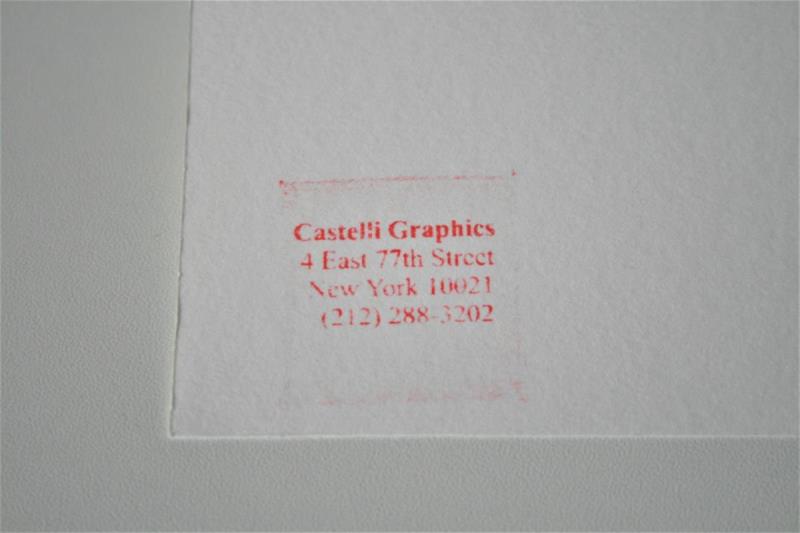 Castelli Graphics
4 East 77th Street
New York 10021
(212) 288-3202